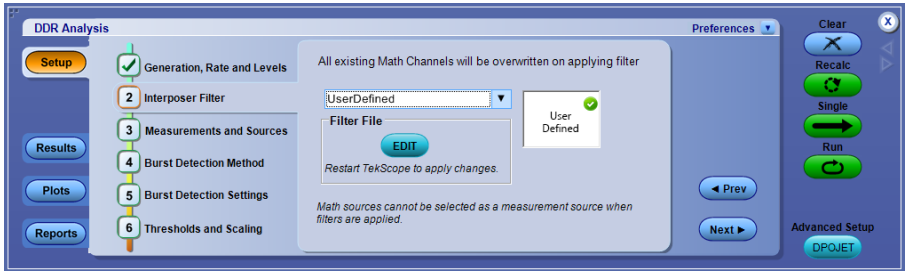 DDR Analysis
Preferences
Clear
X
Setup
Generation, Rate and Levels
All existing Math Channels will be overwritten on applying filter
Recalc
2 Interposer Filter
UserDefined
User
Defined
Single
3 Measurements and Sources
Filter File
EDIT
Restart TekScope to apply changes.
Results
Run
4 Burst Detection Method
Plots
5 Burst Detection Settings
Prev
Math sources cannot be selected as a measurement source when
filters are applied.
Reports
6 Thresholds and Scaling
Next
Advanced Setup
DPOJET